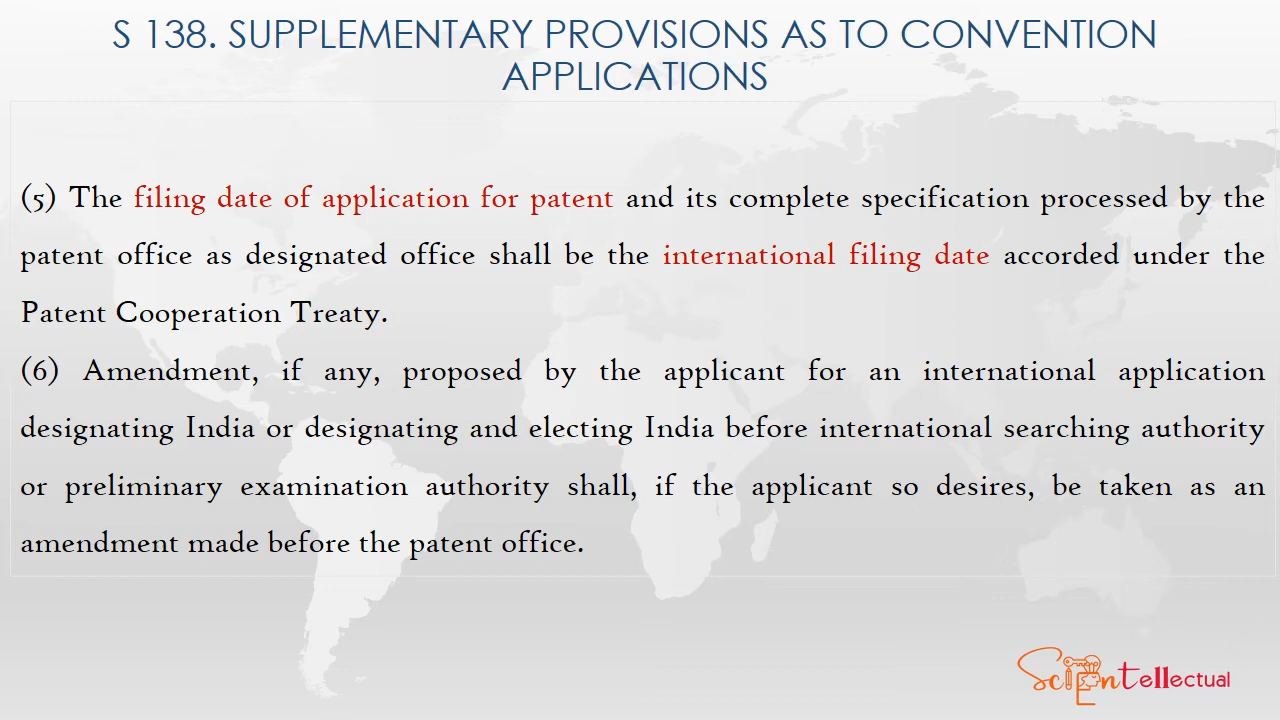 S 138. SUPPLEMENTARY PROVISIONS AS TO CONVENTION
APPLICATIONS
(5) The filing date of application for patent and its complete specification processed by the
patent office as designated office shall be the international filing date accorded under the
Patent Cooperation Treaty.
(6) Amendment, if any, proposed by the applicant for an international application
designating India or designating and electing India before international searching authority
or preliminary examination authority shall, if the applicant so desires, be taken as an
amendment made before the patent office.
Scientellectual